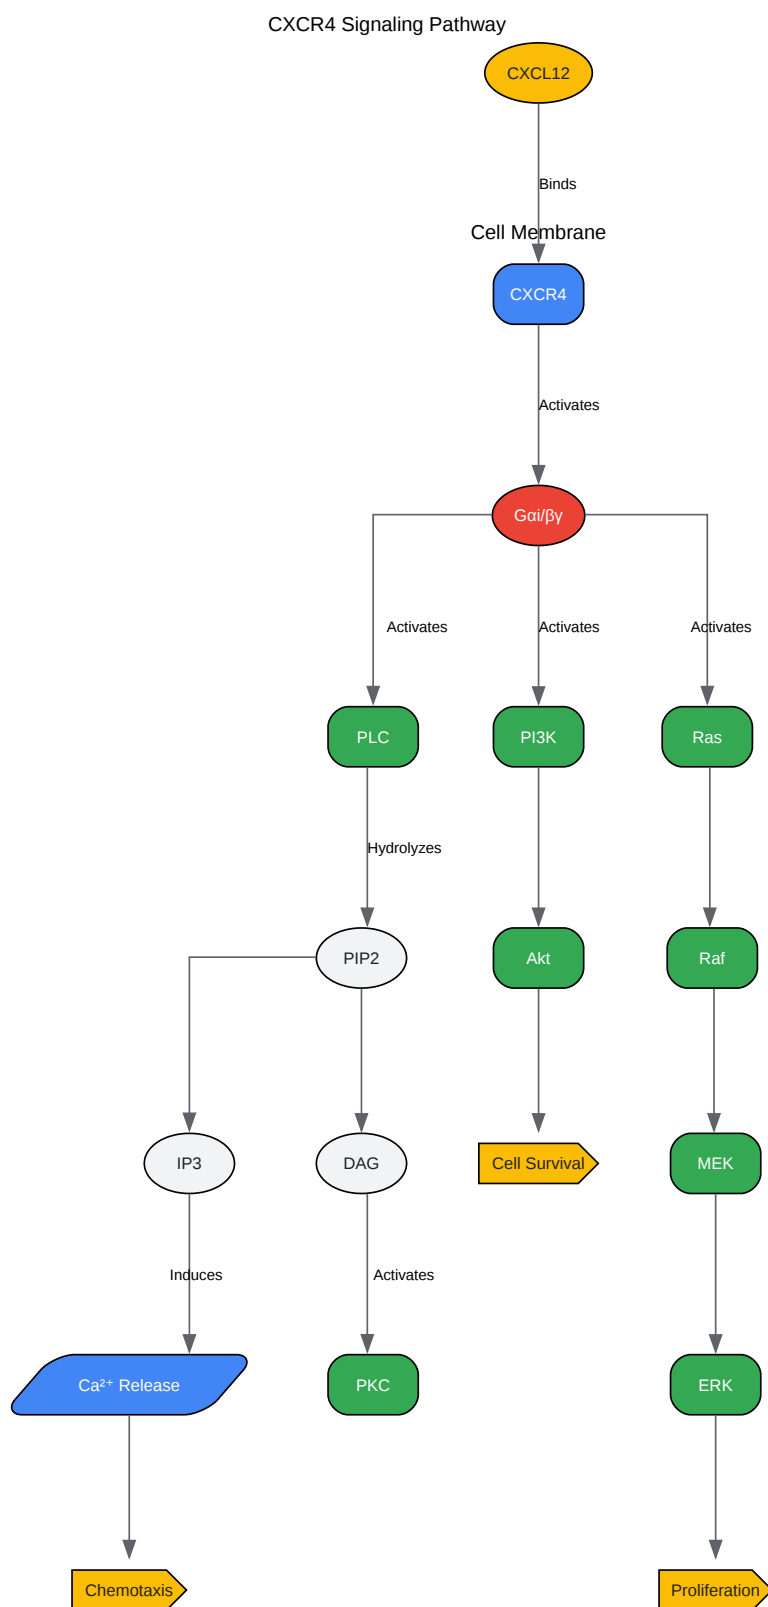 CXCR4 Signaling Pathway
CXCL12
Binds
Cell Membrane
CXCR4
Activates
Gαi/βγ
Activates
Activates
Activates
PLC
PI3K
Ras
Hydrolyzes
PIP2
Akt
Raf
IP3
DAG
Cell Survival
MEK
Induces
Activates
Ca²⁺ Release
PKC
ERK
Chemotaxis
Proliferation